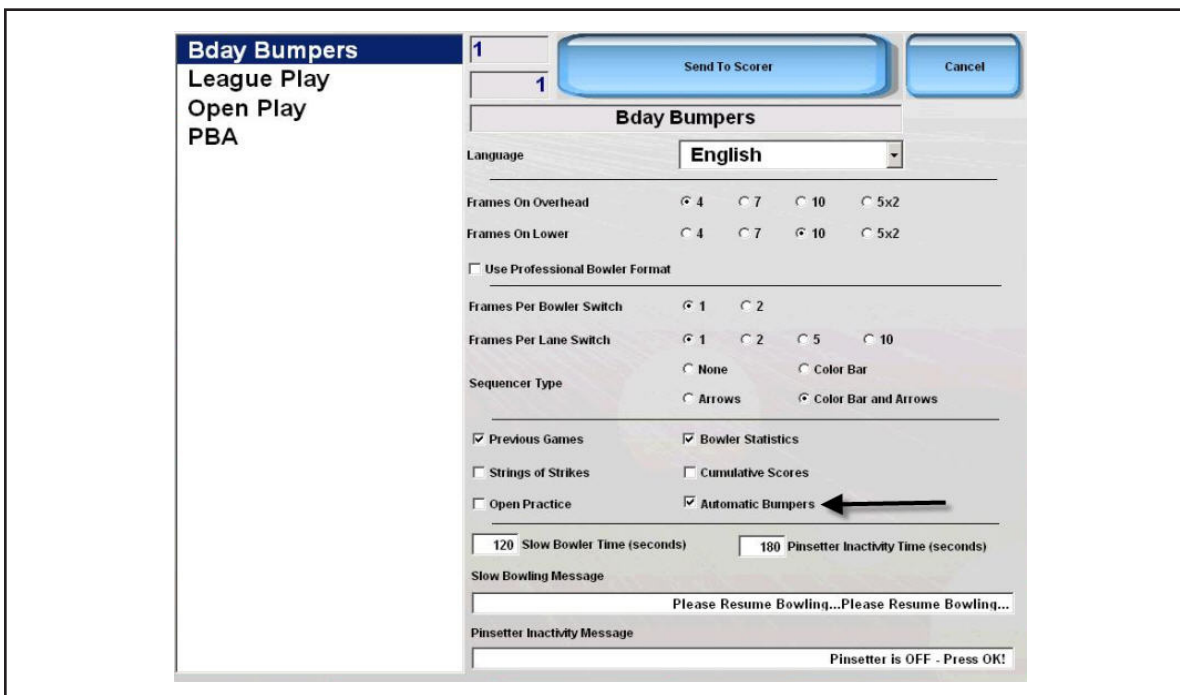 Bday Bumpers
League Play
Open Play
PBA
1
1
Send To Scorer
Cancel
Bday Bumpers
Language English
Frames On Overhead 4 7 10 5x2
Frames On Lower 4 7 10 5x2
Use Professional Bowler Format
Frames Per Bowler Switch 1 2
Frames Per Lane Switch 1 2 5 10
Sequencer Type
None Color Bar
Arrows Color Bar and Arrows
Previous Games Bowler Statistics
Strings of Strikes Cumulative Scores
Open Practice Automatic Bumpers
120 Slow Bowler Time (seconds) 180 Pinsetter Inactivity Time (seconds)
Slow Bowling Message
Please Resume Bowling...Please Resume Bowling...
Pinsetter Inactivity Message
Pinsetter is OFF - Press OK!